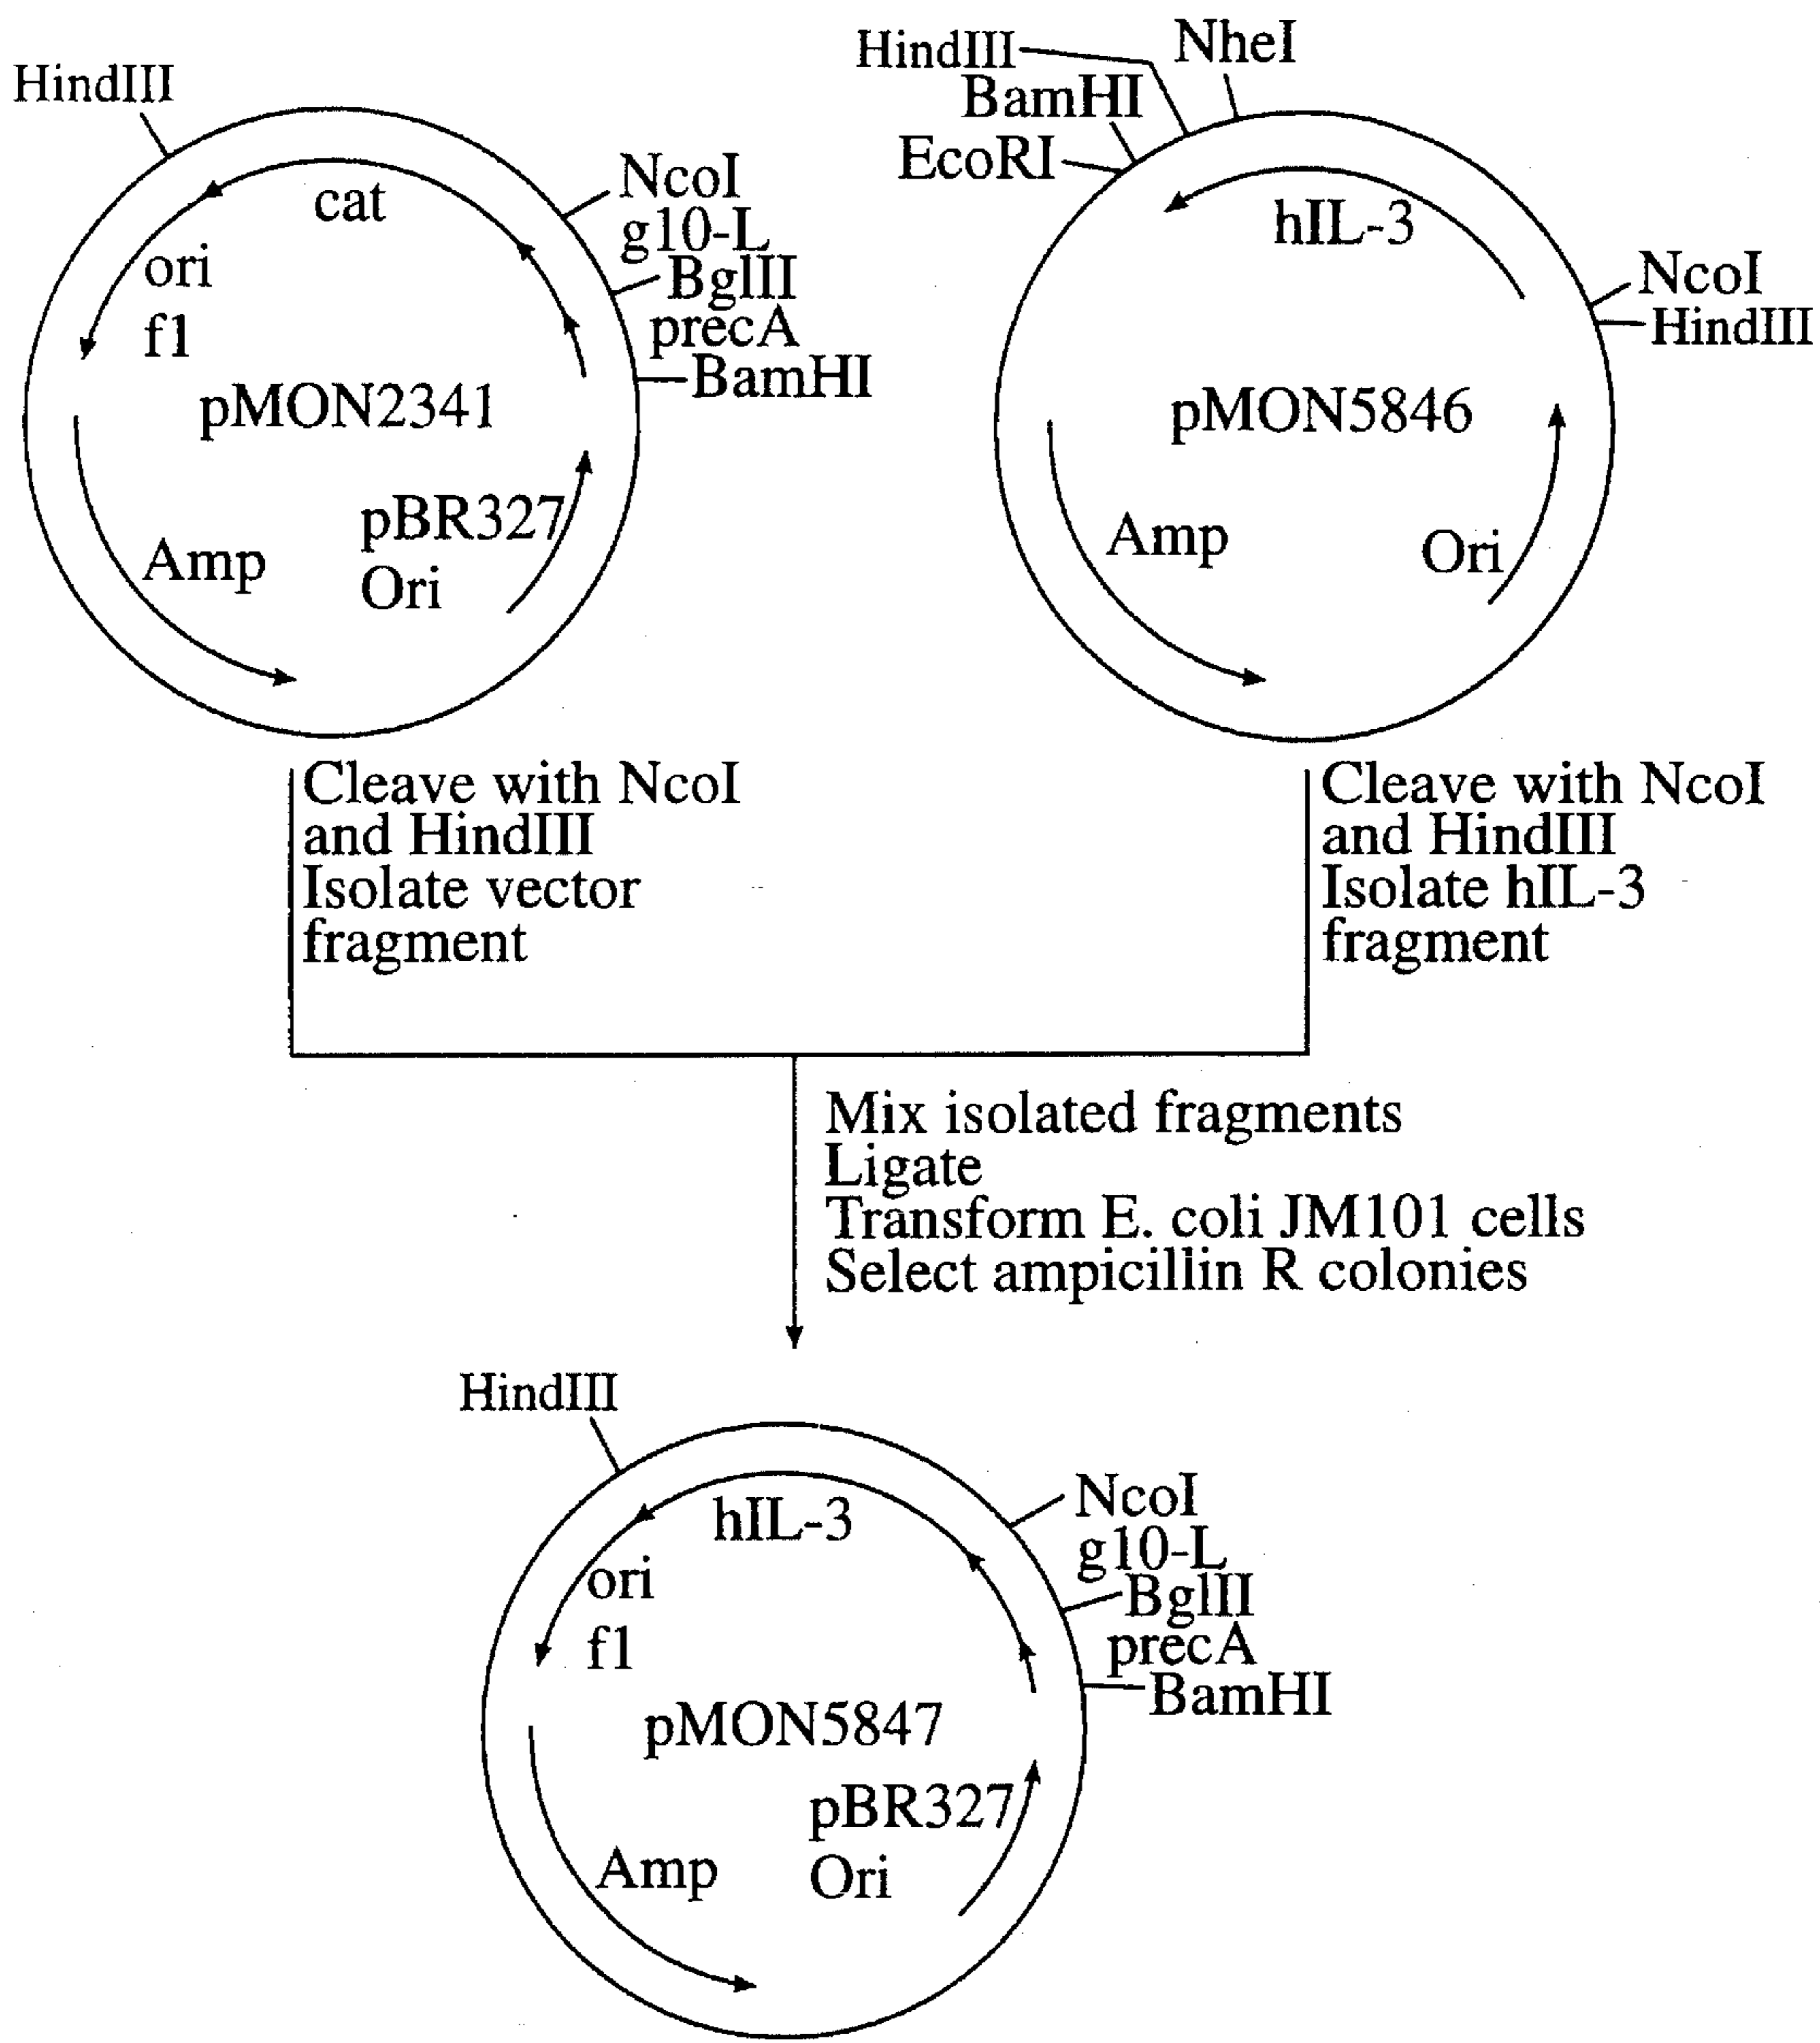 HindIII
NcoI
g10-L
BglII
precA
BamHI
cat
ori
f1
pMON2341
pBR327
Ori
Amp
HindIII
NheI
BamHI
EcoRI
hIL-3
NcoI
HindIII
pMON5846
Amp
Ori
Cleave with NcoI
and HindIII
Isolate vector
fragment
Cleave with NcoI
and HindIII
Isolate hIL-3
fragment
Mix isolated fragments
Ligate
Transform E. coli JM101 cells
Select ampicillin R colonies
HindIII
NcoI
g10-L
BglII
precA
BamHI
hIL-3
ori
f1
pMON5847
pBR327
Ori
Amp